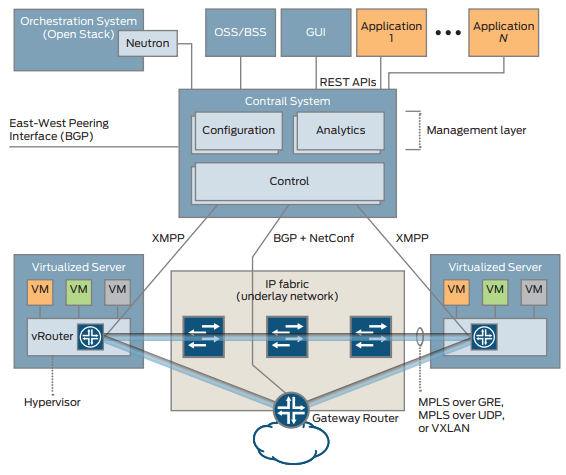 Orchestration System
(Open Stack)
Neutron
OSS/BSS
GUI
Application
1
Application
N
REST APIs
Contrail System
East-West Peering
Interface (BGP)
Configuration
Analytics
Management layer
Control
XMPP
BGP + NetConf
XMPP
Virtualized Server
VM
VM
VM
vRouter
IP fabric
(underlay network)
Virtualized Server
VM
VM
VM
Hypervisor
Gateway Router
MPLS over GRE,
MPLS over UDP,
or VXLAN